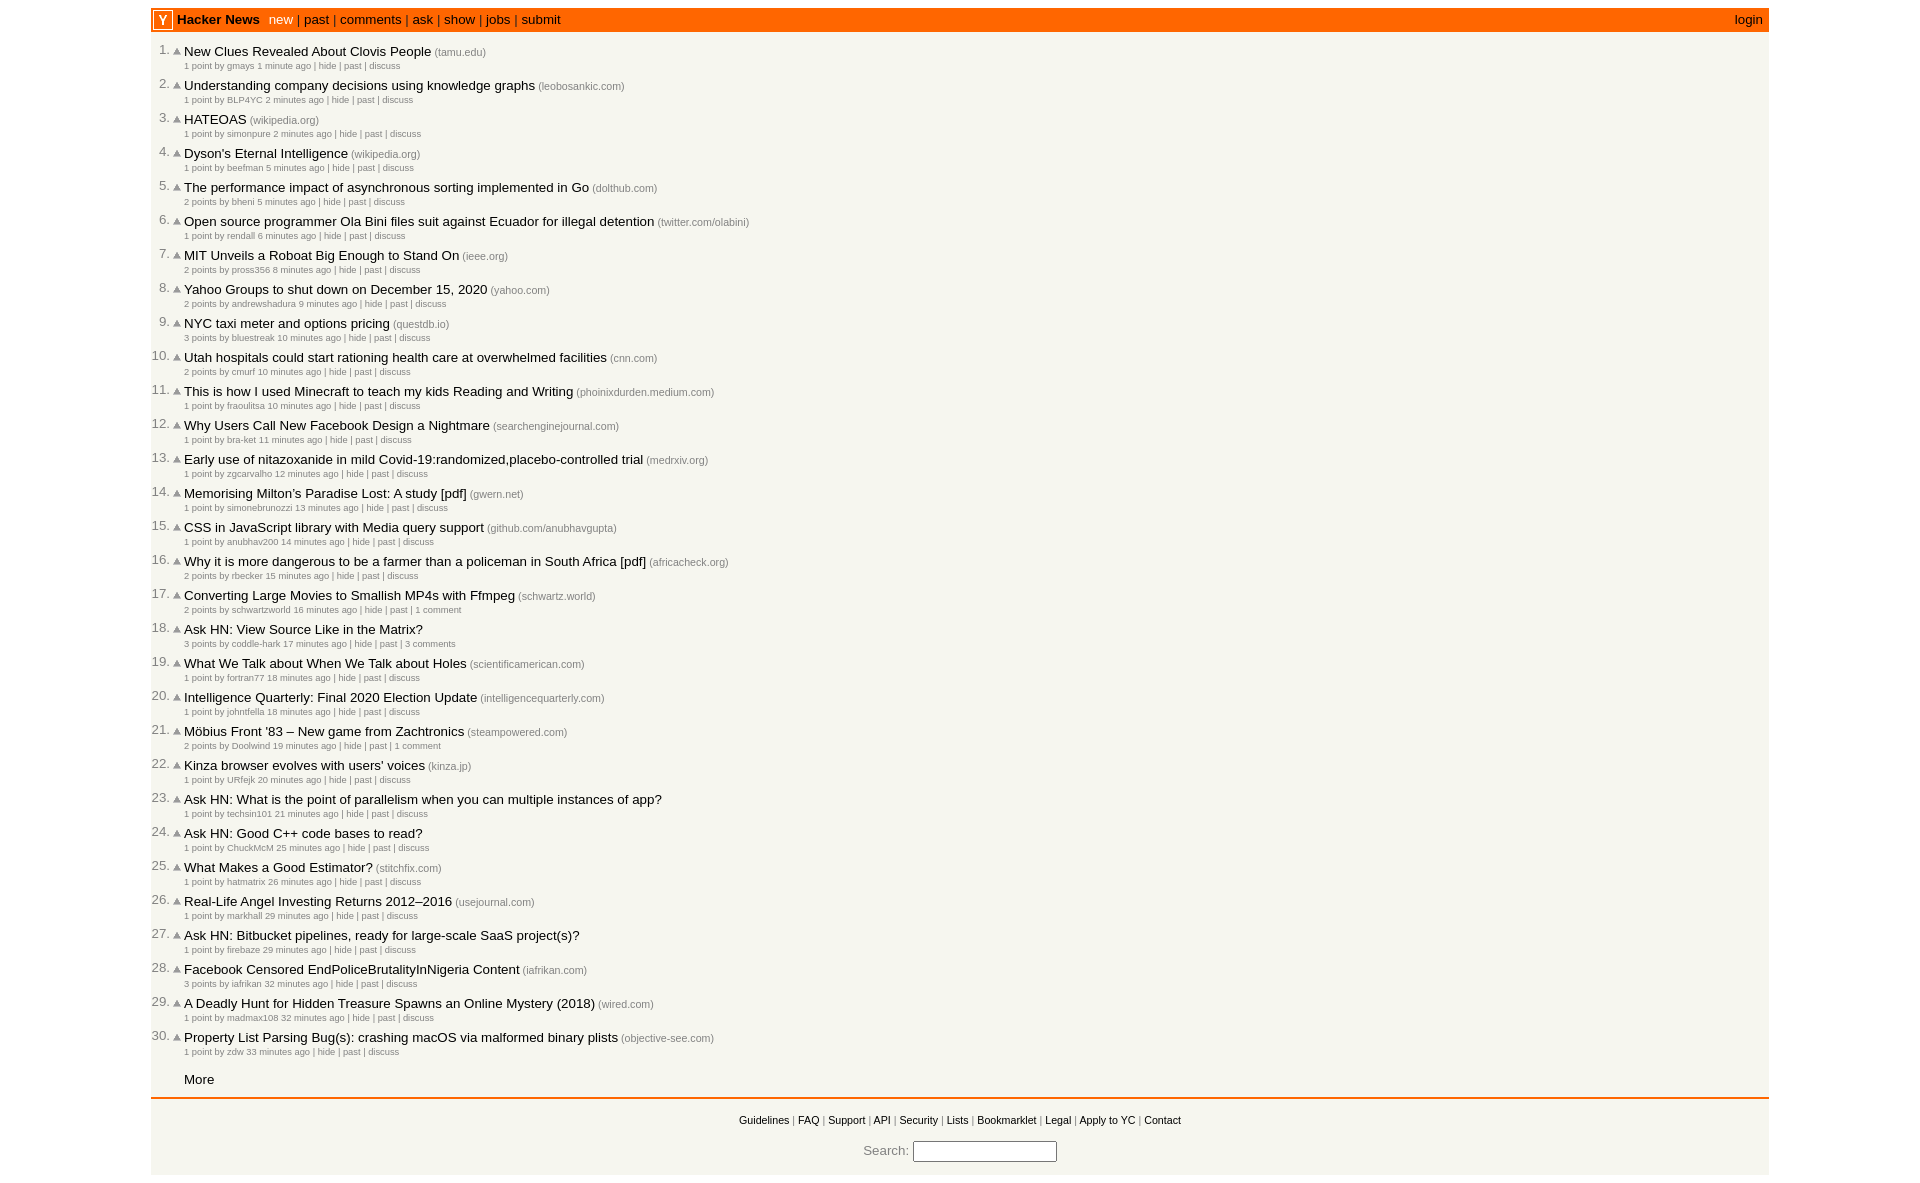 Y Hacker News new | past | comments | ask | show | jobs | submit login
1. New Clues Revealed About Clovis People (tamu.edu)
1 point by gmays 1 minute ago | hide | past | discuss
2. Understanding company decisions using knowledge graphs (leobosankic.com)
1 point by BLP4YC 2 minutes ago | hide | past | discuss
3. HATEOAS (wikipedia.org)
1 point by simonpure 2 minutes ago | hide | past | discuss
4. Dyson's Eternal Intelligence (wikipedia.org)
1 point by beefman 5 minutes ago | hide | past | discuss
5. The performance impact of asynchronous sorting implemented in Go (dolthub.com)
2 points by bheni 5 minutes ago | hide | past | discuss
6. Open source programmer Ola Bini files suit against Ecuador for illegal detention (twitter.com/olabini)
1 point by rendall 6 minutes ago | hide | past | discuss
7. MIT Unveils a Roboat Big Enough to Stand On (ieee.org)
2 points by pross356 8 minutes ago | hide | past | discuss
8. Yahoo Groups to shut down on December 15, 2020 (yahoo.com)
2 points by andrewshadura 9 minutes ago | hide | past | discuss
9. NYC taxi meter and options pricing (questdb.io)
3 points by bluestreak 10 minutes ago | hide | past | discuss
10. Utah hospitals could start rationing health care at overwhelmed facilities (cnn.com)
2 points by cmurf 10 minutes ago | hide | past | discuss
11. This is how I used Minecraft to teach my kids Reading and Writing (phoinixdurden.medium.com)
1 point by fraoulitsa 10 minutes ago | hide | past | discuss
12. Why Users Call New Facebook Design a Nightmare (searchenginejournal.com)
1 point by bra-ket 11 minutes ago | hide | past | discuss
13. Early use of nitazoxanide in mild Covid-19:randomized,placebo-controlled trial (medrxiv.org)
1 point by zgcarvalho 12 minutes ago | hide | past | discuss
14. Memorising Milton’s Paradise Lost: A study [pdf] (gwern.net)
1 point by simonebrunozzi 13 minutes ago | hide | past | discuss
15. CSS in JavaScript library with Media query support (github.com/anubhavgupta)
1 point by anubhav200 14 minutes ago | hide | past | discuss
16. Why it is more dangerous to be a farmer than a policeman in South Africa [pdf] (africacheck.org)
2 points by rbecker 15 minutes ago | hide | past | discuss
17. Converting Large Movies to Smallish MP4s with Ffmpeg (schwartz.world)
2 points by schwartzworld 16 minutes ago | hide | past | 1 comment
18. Ask HN: View Source Like in the Matrix?
3 points by coddle-hark 17 minutes ago | hide | past | 3 comments
19. What We Talk about When We Talk about Holes (scientificamerican.com)
1 point by fortran77 18 minutes ago | hide | past | discuss
20. Intelligence Quarterly: Final 2020 Election Update (intelligencequarterly.com)
1 point by johntfella 18 minutes ago | hide | past | discuss
21. Möbius Front '83 – New game from Zachtronics (steampowered.com)
2 points by Doolwind 19 minutes ago | hide | past | 1 comment
22. Kinza browser evolves with users' voices (kinza.jp)
1 point by URfejk 20 minutes ago | hide | past | discuss
23. Ask HN: What is the point of parallelism when you can multiple instances of app?
1 point by techsin101 21 minutes ago | hide | past | discuss
24. Ask HN: Good C++ code bases to read?
1 point by ChuckMcM 25 minutes ago | hide | past | discuss
25. What Makes a Good Estimator? (stitchfix.com)
1 point by hatmatrix 26 minutes ago | hide | past | discuss
26. Real-Life Angel Investing Returns 2012–2016 (usejournal.com)
1 point by markhall 29 minutes ago | hide | past | discuss
27. Ask HN: Bitbucket pipelines, ready for large-scale SaaS project(s)?
1 point by firebaze 29 minutes ago | hide | past | discuss
28. Facebook Censored EndPoliceBrutalityInNigeria Content (iafrikan.com)
3 points by iafrikan 32 minutes ago | hide | past | discuss
29. A Deadly Hunt for Hidden Treasure Spawns an Online Mystery (2018) (wired.com)
1 point by madmax108 32 minutes ago | hide | past | discuss
30. Property List Parsing Bug(s): crashing macOS via malformed binary plists (objective-see.com)
1 point by zdw 33 minutes ago | hide | past | discuss
More
Guidelines | FAQ | Support | API | Security | Lists | Bookmarklet | Legal | Apply to YC | Contact
Search: